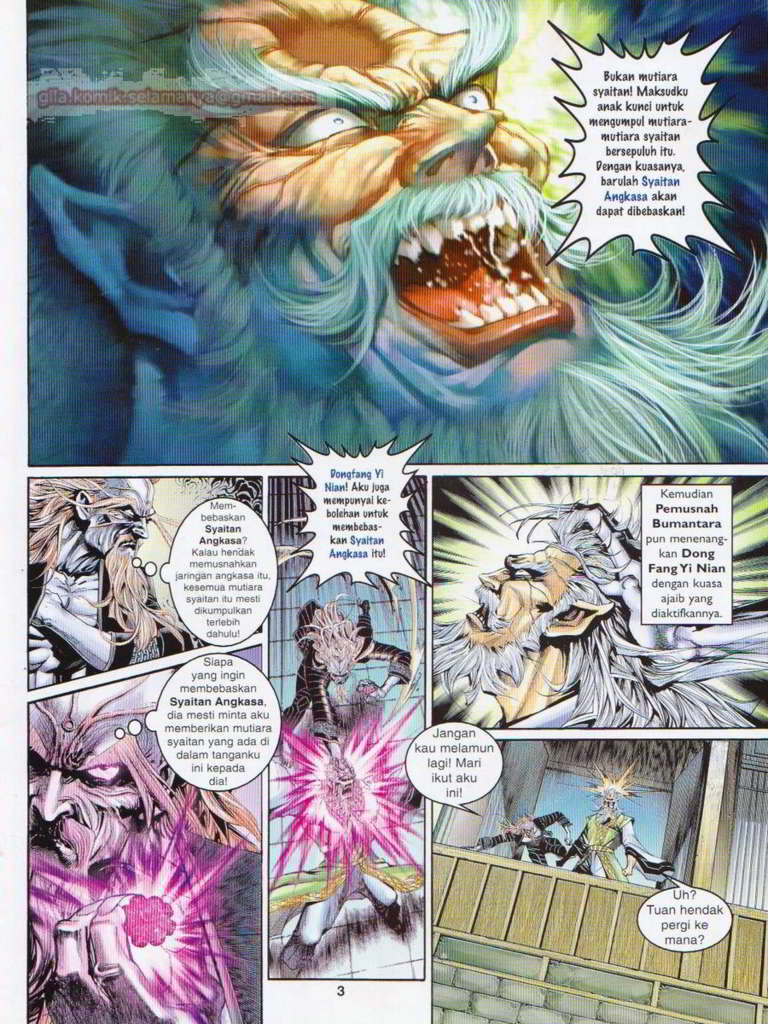 gila.komik-selamanya@gmail.com
Bukan mutiara
syaitan! Maksudku
anak kunci untuk
mengumpul mutiara-
mutiara syaitan
bersepuluh itu.
Dengan kuasanya,
barulah Syaitan
Angkasa akan
dapat dibebaskan!
Mem-
bebaskan
Syaitan
Angkasa?
Kalau hendak
memusnahkan
jaringan angkasa itu,
kesemua mutiara
syaitan itu mesti
dikumpulkan
terlebih
dahulu!
Siapa
yang ingin
membebaskan
Syaitan Angkasa,
dia mesti minta aku
memberikan mutiara
syaitan yang ada di
dalam tanganku
ini kepada
dia!
Dongfang Yi
Nian! Aku juga
mempunyai ke-
bolehan untuk
membebas-
kan Syaitan
Angkasa itu!
Kemudian
Pemusnah
Bumantara
pun menenang-
kan Dong
Fang Yi Nian
dengan kuasa
ajaib yang
diaktifkannya.
Jangan
kau melamun
lagi! Mari
ikut aku
ini!
Uh?
Tuan hendak
pergi ke
mana?
3